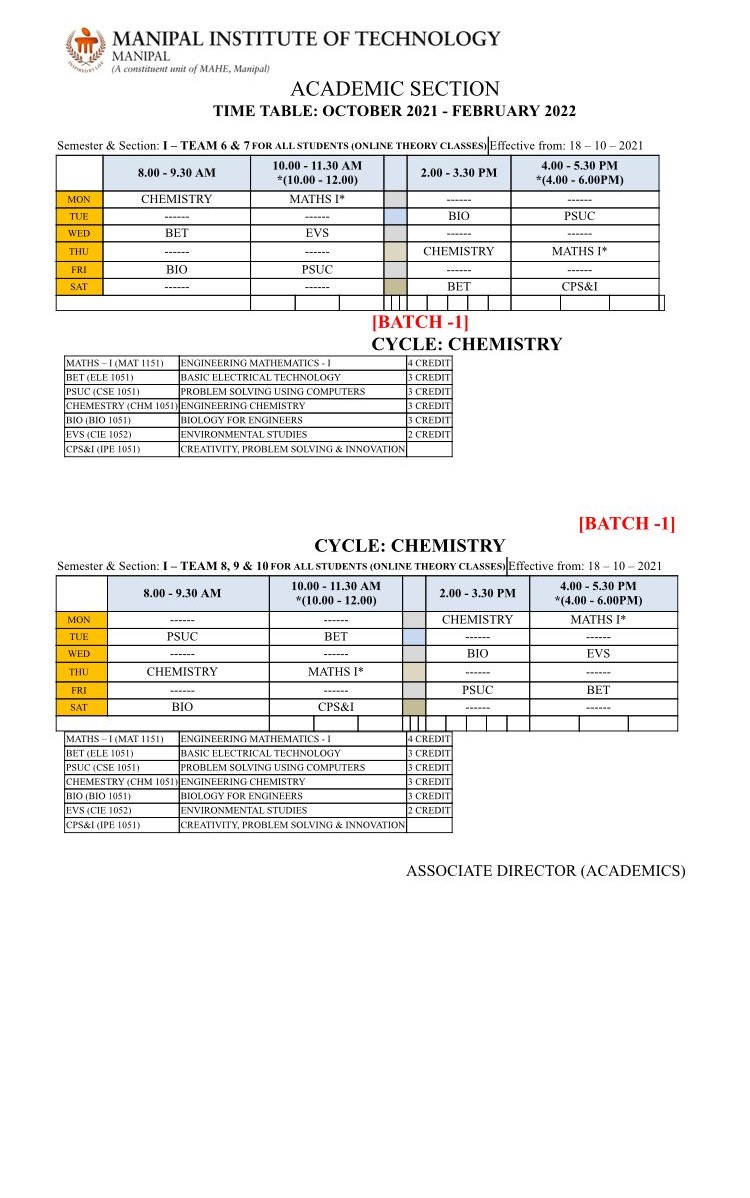 MANIPAL INSTITUTE OF TECHNOLOGY
MANIPAL
(A constituent unit of MAHE, Manipal)
INSPIRED BY LIFE
ACADEMIC SECTION
TIME TABLE: OCTOBER 2021 - FEBRUARY 2022
Semester & Section: I – TEAM 6 & 7 FOR ALL STUDENTS (ONLINE THEORY CLASSES) Effective from: 18 – 10 – 2021
8.00 - 9.30 AM 10.00 - 11.30 AM *(10.00 - 12.00) 2.00 - 3.30 PM 4.00 - 5.30 PM *(4.00 - 6.00PM)
MON CHEMISTRY MATHS I* ------ ------
TUE ------ ------ BIO PSUC
WED BET EVS ------ ------
THU ------ ------ CHEMISTRY MATHS I*
FRI BIO PSUC ------ ------
SAT ------ ------ BET CPS&I
[BATCH -1]
CYCLE: CHEMISTRY
MATHS – I (MAT 1151) ENGINEERING MATHEMATICS - I 4 CREDIT
BET (ELE 1051) BASIC ELECTRICAL TECHNOLOGY 3 CREDIT
PSUC (CSE 1051) PROBLEM SOLVING USING COMPUTERS 3 CREDIT
CHEMESTRY (CHM 1051) ENGINEERING CHEMISTRY 3 CREDIT
BIO (BIO 1051) BIOLOGY FOR ENGINEERS 3 CREDIT
EVS (CIE 1052) ENVIRONMENTAL STUDIES 2 CREDIT
CPS&I (IPE 1051) CREATIVITY, PROBLEM SOLVING & INNOVATION
[BATCH -1]
CYCLE: CHEMISTRY
Semester & Section: I – TEAM 8, 9 & 10 FOR ALL STUDENTS (ONLINE THEORY CLASSES) Effective from: 18 – 10 – 2021
8.00 - 9.30 AM 10.00 - 11.30 AM *(10.00 - 12.00) 2.00 - 3.30 PM 4.00 - 5.30 PM *(4.00 - 6.00PM)
MON ------ ------ CHEMISTRY MATHS I*
TUE PSUC BET ------ ------
WED ------ ------ BIO EVS
THU CHEMISTRY MATHS I* ------ ------
FRI ------ ------ PSUC BET
SAT BIO CPS&I ------ ------
MATHS – I (MAT 1151) ENGINEERING MATHEMATICS - I 4 CREDIT
BET (ELE 1051) BASIC ELECTRICAL TECHNOLOGY 3 CREDIT
PSUC (CSE 1051) PROBLEM SOLVING USING COMPUTERS 3 CREDIT
CHEMESTRY (CHM 1051) ENGINEERING CHEMISTRY 3 CREDIT
BIO (BIO 1051) BIOLOGY FOR ENGINEERS 3 CREDIT
EVS (CIE 1052) ENVIRONMENTAL STUDIES 2 CREDIT
CPS&I (IPE 1051) CREATIVITY, PROBLEM SOLVING & INNOVATION
ASSOCIATE DIRECTOR (ACADEMICS)